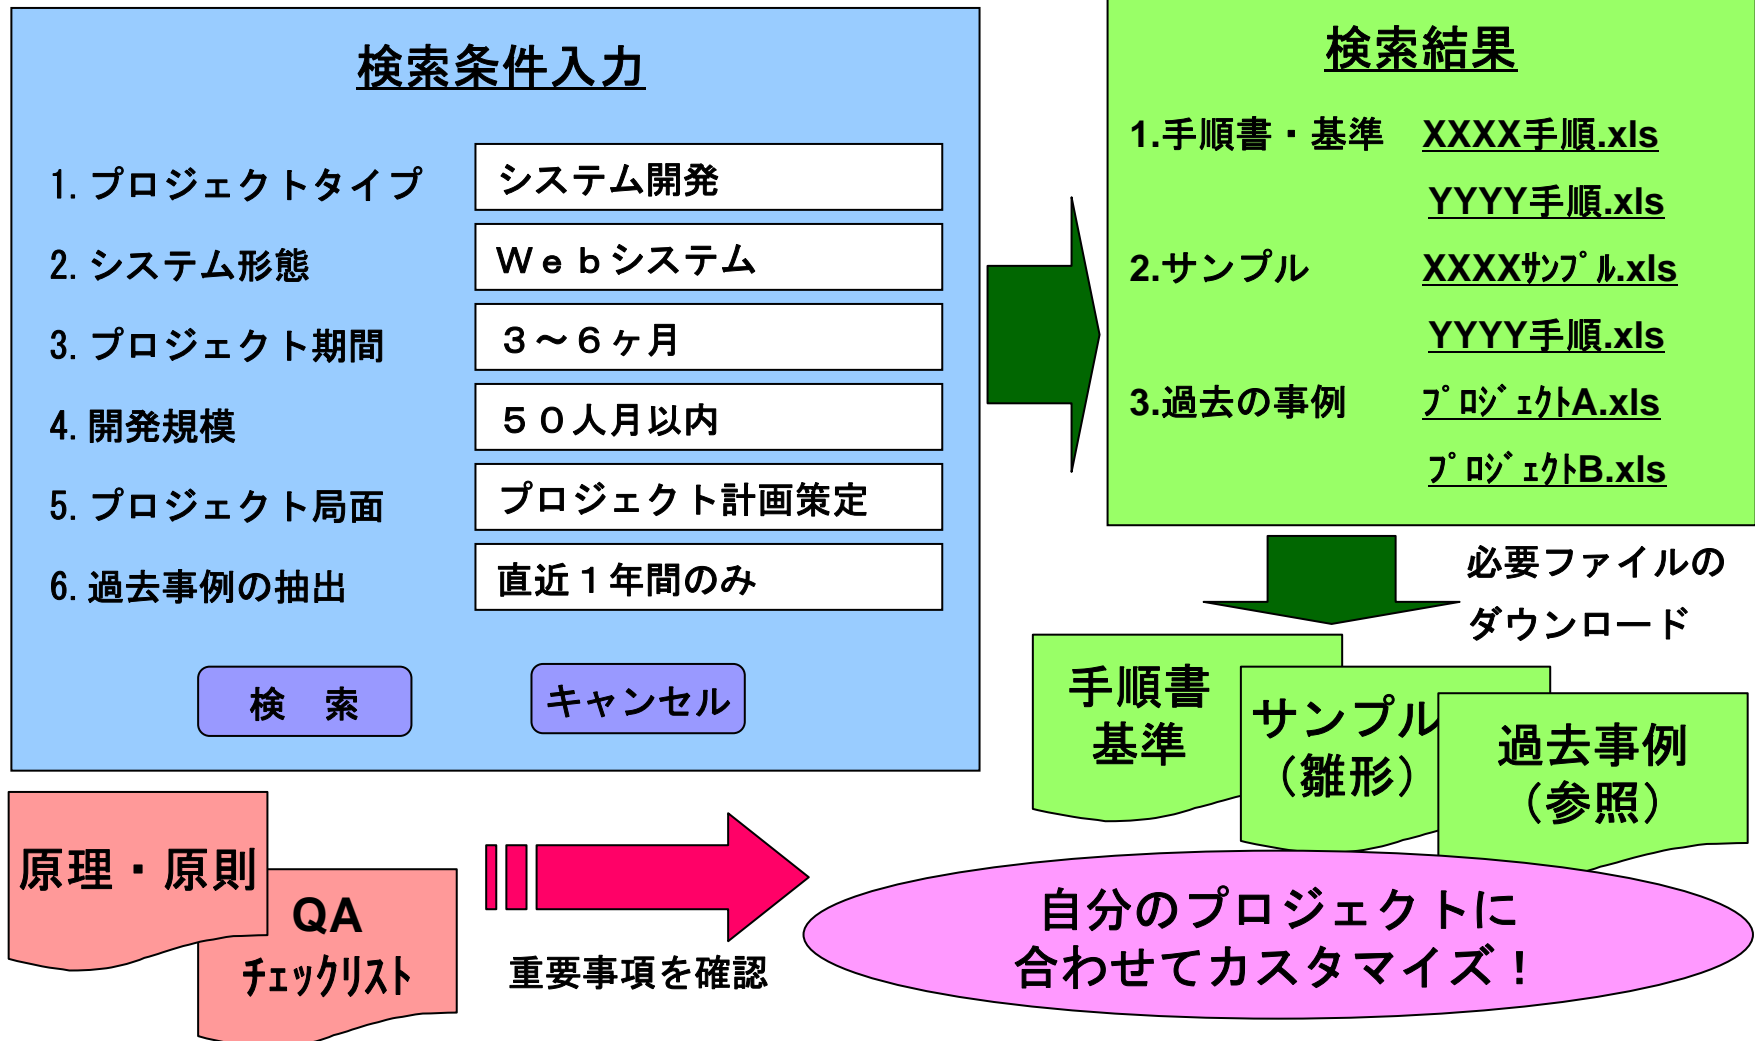 検索条件入力
1. プロジェクトタイプ システム開発
2. システム形態 Ｗｅｂシステム
3. プロジェクト期間 ３～６ヶ月
4. 開発規模 ５０人月以内
5. プロジェクト局面 プロジェクト計画策定
6. 過去事例の抽出 直近１年間のみ
検　索 キャンセル
検索結果
1.手順書・基準 XXXX手順.xls
YYYY手順.xls
2.サンプル XXXXｻﾝﾌﾟﾙ.xls
YYYY手順.xls
3.過去の事例 ﾌﾟﾛｼﾞｪｸﾄA.xls
ﾌﾟﾛｼﾞｪｸﾄB.xls
必要ファイルの
ダウンロード
手順書
基準
サンプル
（雛形）
過去事例
（参照）
原理・原則
QA
ﾁｪｯｸﾘｽﾄ
重要事項を確認
自分のプロジェクトに
合わせてカスタマイズ！